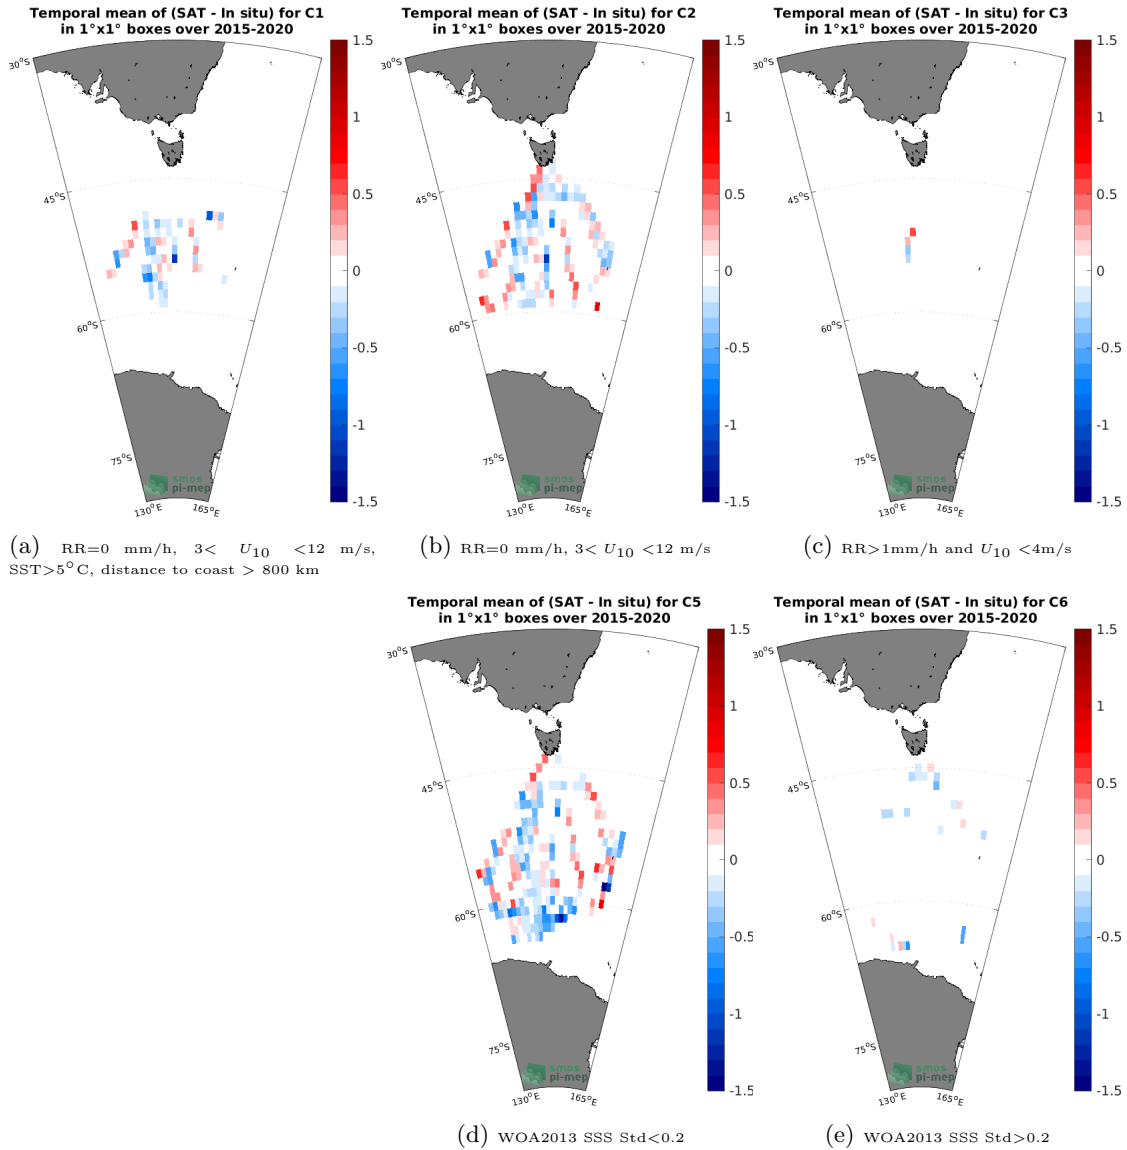 Temporal mean of (SAT - In situ) for C1
in 1°x1° boxes over 2015-2020
30°S
45°S
60°S
75°S
130°E
165°E
1.5
1
0.5
0
-0.5
-1
-1.5
smos
pi-mep
(a) RR=0 mm/h, 3< U10 <12 m/s,
SST>5°C, distance to coast > 800 km
Temporal mean of (SAT - In situ) for C2
in 1°x1° boxes over 2015-2020
30°S
45°S
60°S
75°S
130°E
165°E
1.5
1
0.5
0
-0.5
-1
-1.5
smos
pi-mep
(b) RR=0 mm/h, 3< U10 <12 m/s
Temporal mean of (SAT - In situ) for C3
in 1°x1° boxes over 2015-2020
30°S
45°S
60°S
75°S
130°E
165°E
1.5
1
0.5
0
-0.5
-1
-1.5
smos
pi-mep
(c) RR>1mm/h and U10 <4m/s
Temporal mean of (SAT - In situ) for C5
in 1°x1° boxes over 2015-2020
30°S
45°S
60°S
75°S
130°E
165°E
1.5
1
0.5
0
-0.5
-1
-1.5
smos
pi-mep
(d) WOA2013 SSS Std<0.2
Temporal mean of (SAT - In situ) for C6
in 1°x1° boxes over 2015-2020
30°S
45°S
60°S
75°S
130°E
165°E
1.5
1
0.5
0
-0.5
-1
-1.5
smos
pi-mep
(e) WOA2013 SSS Std>0.2